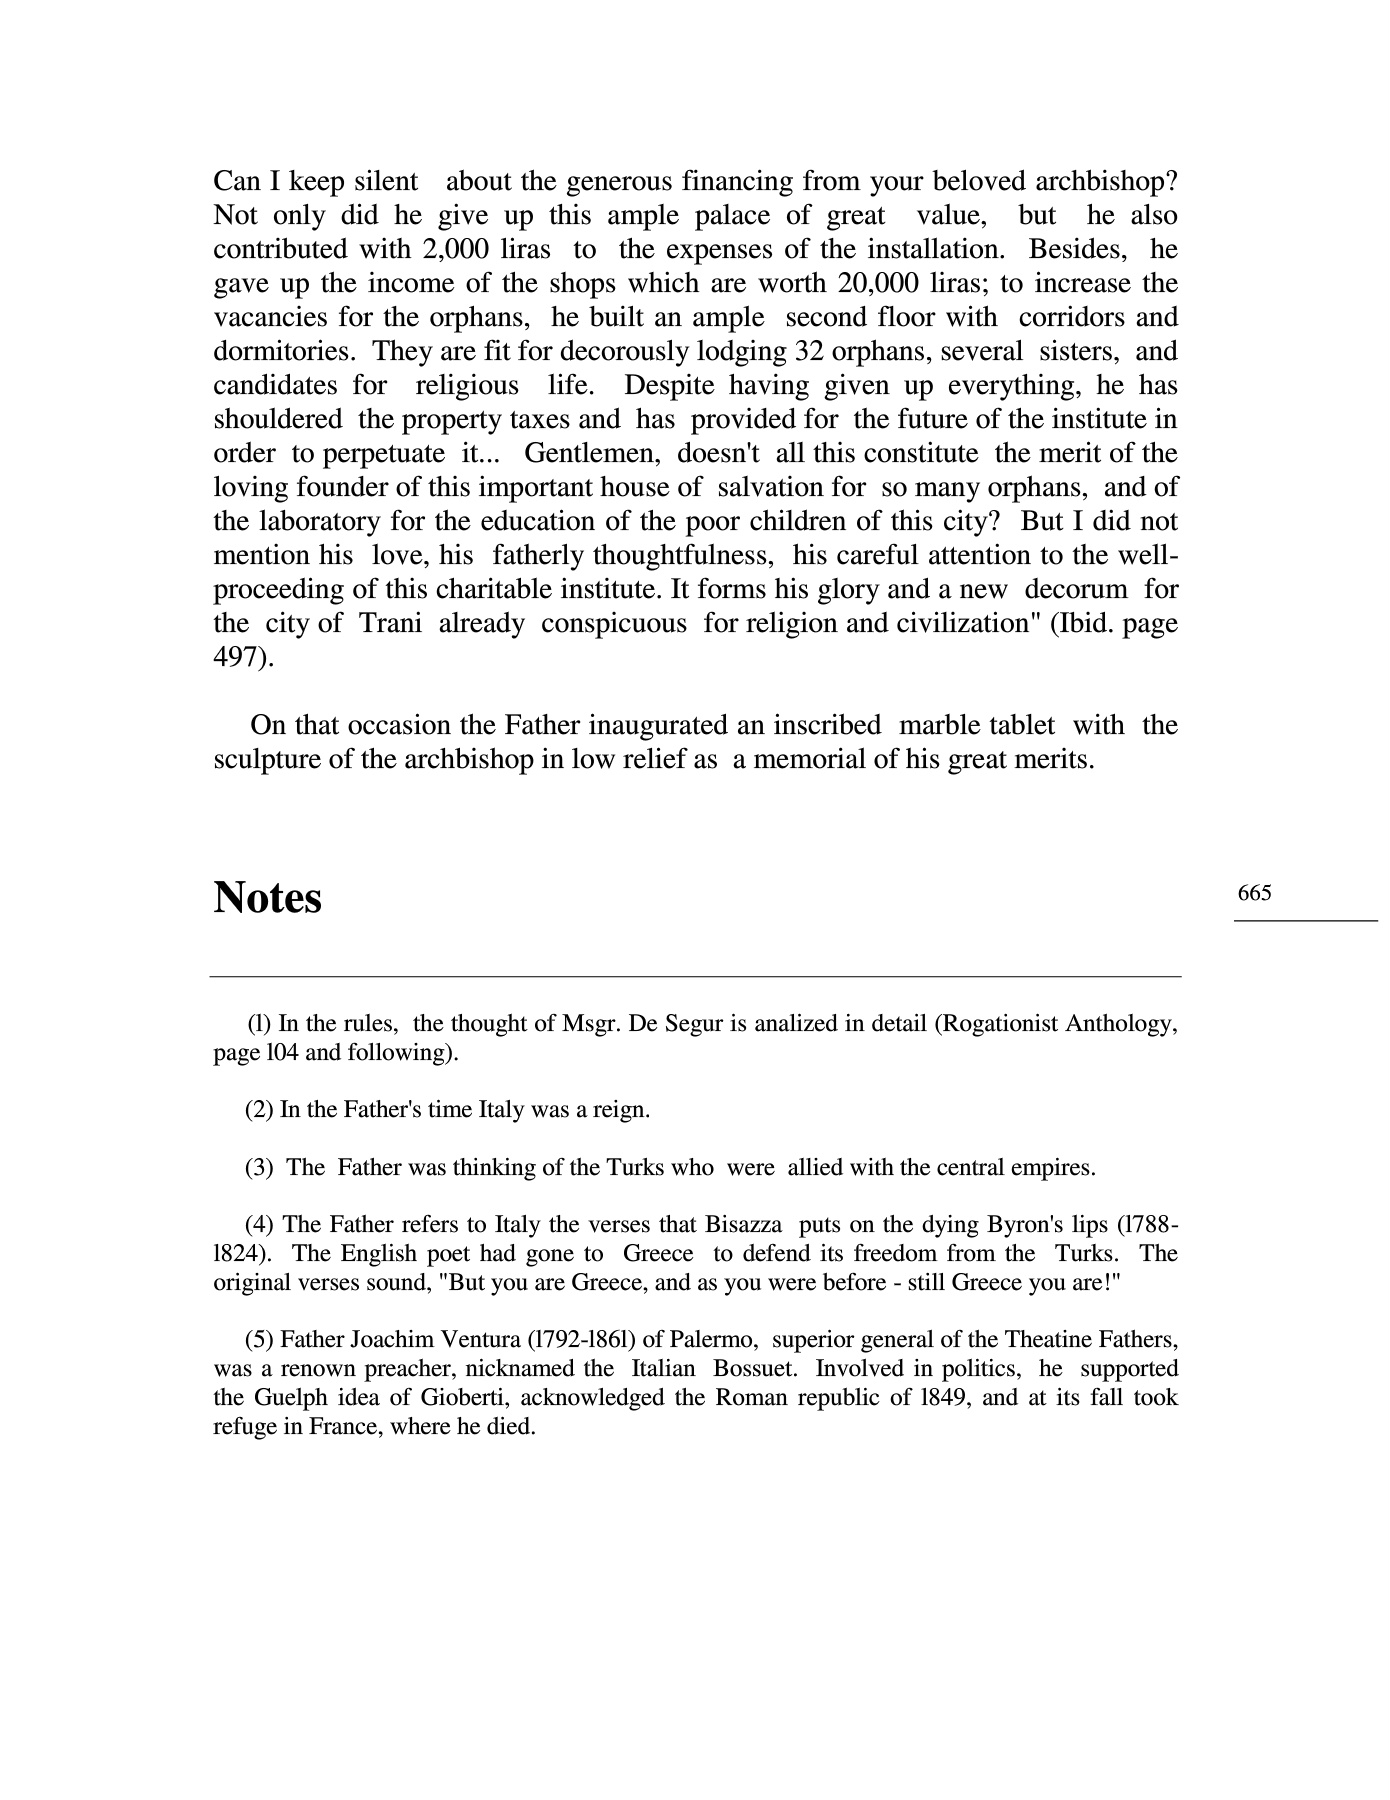 Can I keep silent about the generous financing from your beloved archbishop?
Not only did he give up this ample palace of great value, but he also
contributed with 2,000 liras to the expenses of the installation. Besides, he
gave up the income of the shops which are worth 20,000 liras; to increase the
vacancies for the orphans, he built an ample second floor with corridors and
dormitories. They are fit for decorously lodging 32 orphans, several sisters, and
candidates for religious life. Despite having given up everything, he has
shouldered the property taxes and has provided for the future of the institute in
order to perpetuate it... Gentlemen, doesn't all this constitute the merit of the
loving founder of this important house of salvation for so many orphans, and of
the laboratory for the education of the poor children of this city? But I did not
mention his love, his fatherly thoughtfulness, his careful attention to the well-
proceeding of this charitable institute. It forms his glory and a new decorum for
the city of Trani already conspicuous for religion and civilization" (Ibid. page
497).
On that occasion the Father inaugurated an inscribed marble tablet with the
sculpture of the archbishop in low relief as a memorial of his great merits.
Notes
665
(l) In the rules, the thought of Msgr. De Segur is analized in detail (Rogationist Anthology,
page l04 and following).
(2) In the Father's time Italy was a reign.
(3) The Father was thinking of the Turks who were allied with the central empires.
(4) The Father refers to Italy the verses that Bisazza puts on the dying Byron's lips (l788-
l824). The English poet had gone to Greece to defend its freedom from the Turks. The
original verses sound, "But you are Greece, and as you were before - still Greece you are!"
(5) Father Joachim Ventura (l792-l86l) of Palermo, superior general of the Theatine Fathers,
was a renown preacher, nicknamed the Italian Bossuet. Involved in politics, he supported
the Guelph idea of Gioberti, acknowledged the Roman republic of l849, and at its fall took
refuge in France, where he died.